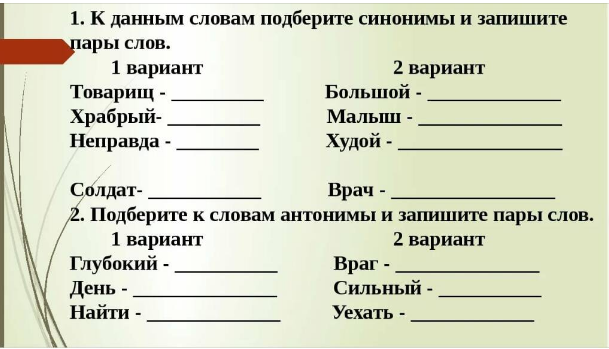 1. К данным словам подберите синонимы и запишите
пары слов.
1 вариант 2 вариант
Товарищ - _________ Большой - _____________
Храбрый- _________ Малыш - ______________
Неправда - ________ Худой - ________________
Солдат- ___________ Врач - ________________
2. Подберите к словам антонимы и запишите пары слов.
1 вариант 2 вариант
Глубокий - __________ Враг - ______________
День - ______________ Сильный - __________
Найти - _____________ Уехать - ____________